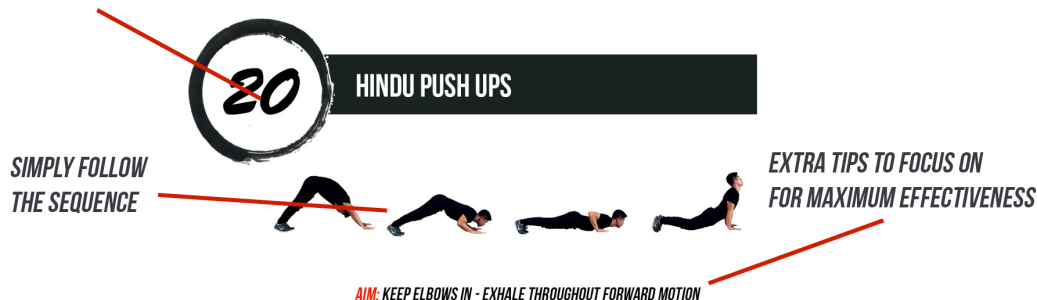 20
HINDU PUSH UPS
SIMPLY FOLLOW
THE SEQUENCE
EXTRA TIPS TO FOCUS ON
FOR MAXIMUM EFFECTIVENESS
AIM: KEEP ELBOWS IN - EXHALE THROUGHOUT FORWARD MOTION